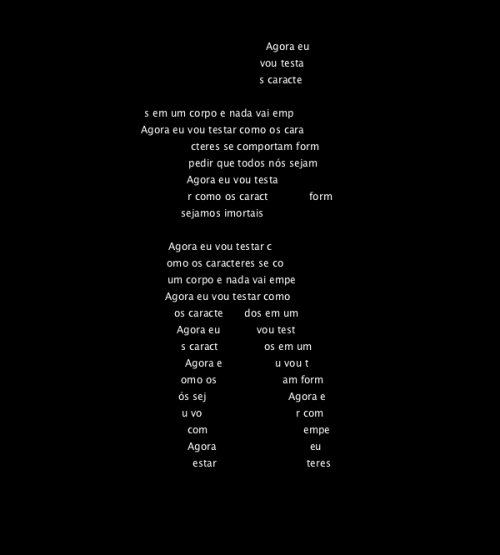 Agora eu
vou testa
s caracte
s em um corpo e nada vai emp
Agora eu vou testar como os cara
cteres se comportam form
pedir que todos nós sejam
Agora eu vou testa
r como os caract form
sejamos imortais
Agora eu vou testar c
omo os caracteres se co
um corpo e nada vai empe
Agora eu vou testar como
os caracte dos em um
Agora eu vou test
s caract os em um
Agora e u vou t
omo os am form
ós sej Agora e
u vo r com
com empe
Agora eu
estar teres